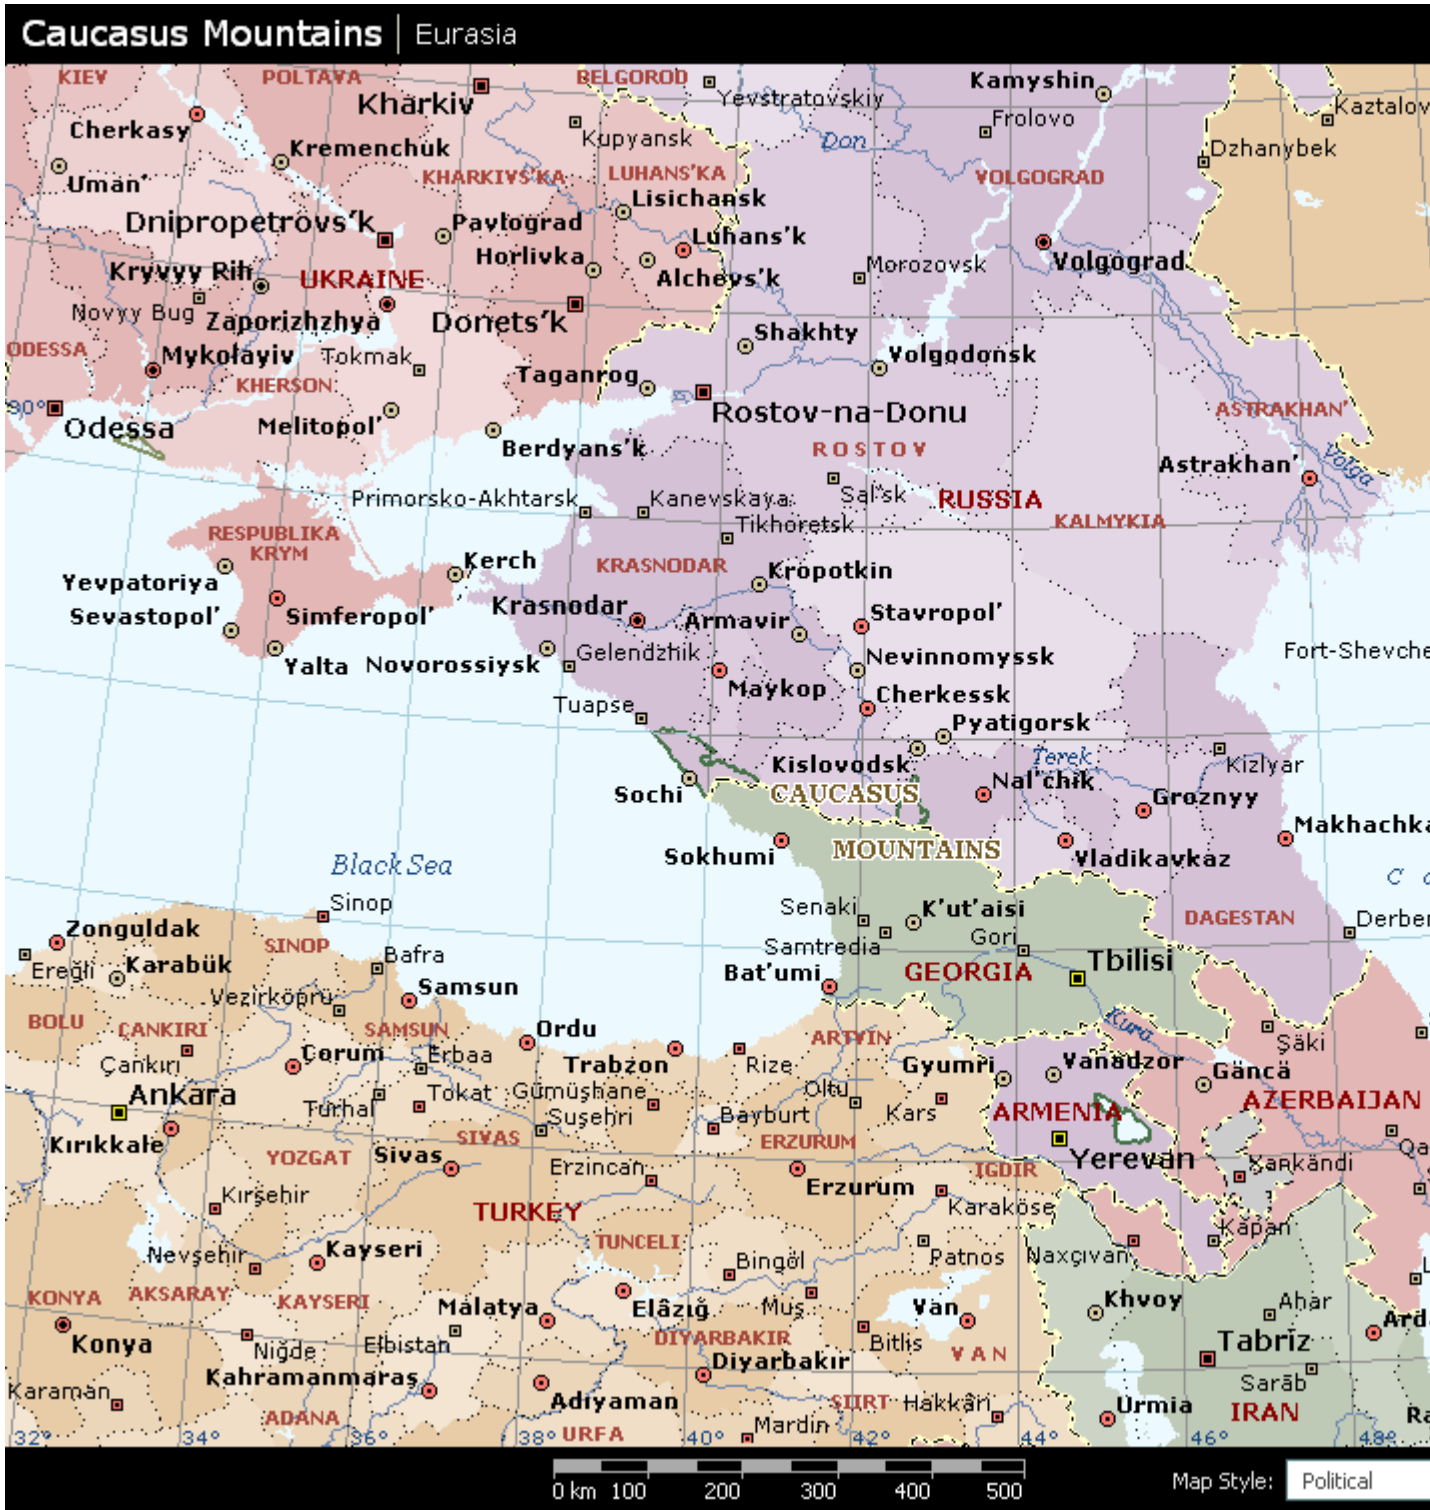 Caucasus Mountains | Eurasia
KIEV
POLTAVA
BELGOROD
Kamyshin
Kharkiv
Yevstratovskiy
Kaztalov
Cherkasy
Kupyansk
Don
Frolovo
Kremenchuk
Dzhanybek
Uman'
KHARKIVS'KA
LUHANS'KA
VOLGOGRAD
Lisichansk
Dnipropetrovs'k
Pavlograd
Luhans'k
Horlivka
Volgograd
Kryvyy Rih
UKRAINE
Alchevs'k
Morozovsk
Novyy Bug
Zaporizhzhya
Donets'k
Shakhty
ODESSA
Mykolayiv
Tokmak
Volgodonsk
KHERSON
Taganrog
30°
Odessa
Melitopol'
Rostov-na-Donu
ASTRAKHAN'
Berdyans'k
ROSTOV
Astrakhan'
Volga
Primorsko-Akhtarsk
Kanevskaya
Sal'sk
RUSSIA
KALMYKIA
Tikhoretsk
RESPUBLIKA
KRYM
Kerch
KRASNODAR
Kropotkin
Yevpatoriya
Sevastopol'
Simferopol'
Krasnodar
Armavir
Stavropol'
Yalta
Novorossiysk
Gelendzhik
Nevinnomyssk
Fort-Shevche
Maykop
Cherkessk
Tuapse
Pyatigorsk
Kislovodsk
Terek
Kizlyar
Sochi
CAUCASUS
Nal'chik
Groznyy
Makhachka
Sokhumi
MOUNTAINS
Vladikavkaz
Black Sea
C
Sinop
Senaki
K'ut'aisi
DAGESTAN
Derber
Zonguldak
SINOP
Samtredia
Gori
Ereğli
Karabük
Bafra
Bat'umi
GEORGIA
Tbilisi
Vezirköprü
Samsun
BOLU
ÇANKIRI
SAMSUN
Ordu
ARTVIN
Kura
Şäki
Çankırı
Çorum
Erbaa
Trabzon
Rize
Gyumri
Vanadzor
Gäncä
Ankara
Turhal
Tokat
Gümüşhane
Oltu
Kars
ARMENIA
AZERBAIJAN
Suşehri
Bayburt
Kırıkkale
SIVAS
ERZURUM
YOZGAT
Sivas
Erzincan
IGDIR
Yerevan
Qa
Xankändi
Kırşehir
Erzurum
Karaköse
TURKEY
Kapan
Nevşehir
Kayseri
TUNCELI
Bingöl
Patnos
Naxçıvan
L
KONYA
AKSARAY
KAYSERI
Malatya
Elâzığ
Muş
Van
Khvoy
Ahar
Arda
Konya
Niğde
Elbistan
DIYARBAKIR
Bitlis
VAN
Tabrīz
Karaman
Kahramanmaraş
Diyarbakır
Sarāb
ADANA
Adıyaman
SIIRT
Hakkâri
Urmia
IRAN
Ra
URFA
Mardin
32° 34° 36° 38° 40° 42° 44° 46° 48°
0 km 100 200 300 400 500
Map Style: Political